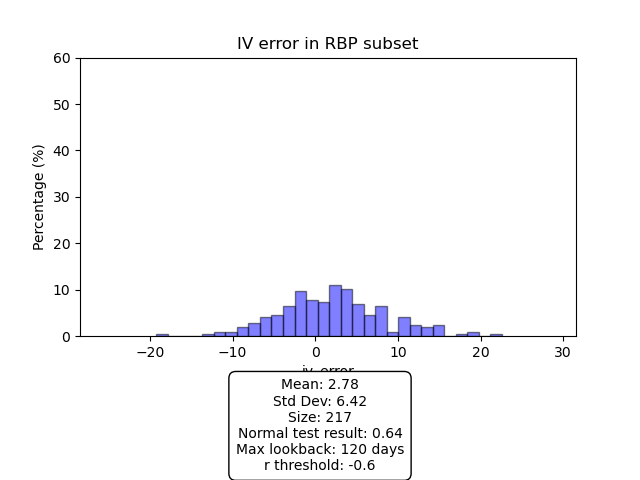 IV error in RBP subset
Percentage (%)
60
50
40
30
20
10
0
−20 −10 0 10 20 30
iv_error
Mean: 2.78
Std Dev: 6.42
Size: 217
Normal test result: 0.64
Max lookback: 120 days
r threshold: -0.6